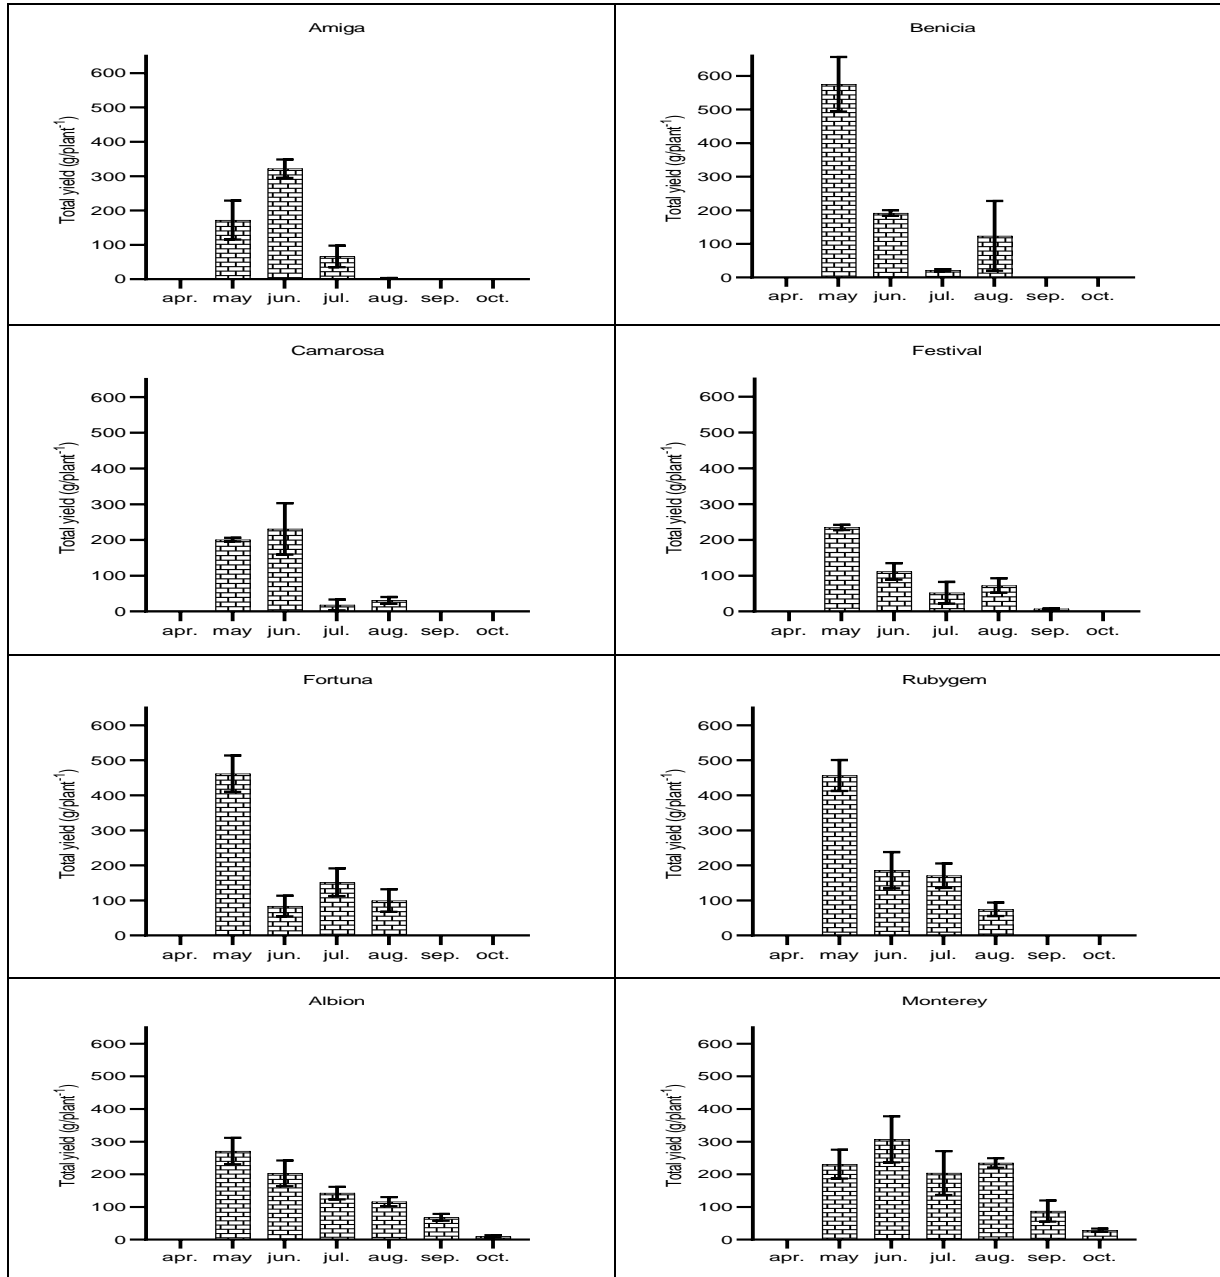 Amiga
Total yield (g/plant⁻¹)
600
500
400
300
200
100
0
apr. may jun. jul. aug. sep. oct.
Benicia
Total yield (g/plant⁻¹)
600
500
400
300
200
100
0
apr. may jun. jul. aug. sep. oct.
Camarosa
Total yield (g/plant⁻¹)
600
500
400
300
200
100
0
apr. may jun. jul. aug. sep. oct.
Festival
Total yield (g/plant⁻¹)
600
500
400
300
200
100
0
apr. may jun. jul. aug. sep. oct.
Fortuna
Total yield (g/plant⁻¹)
600
500
400
300
200
100
0
apr. may jun. jul. aug. sep. oct.
Rubygem
Total yield (g/plant⁻¹)
600
500
400
300
200
100
0
apr. may jun. jul. aug. sep. oct.
Albion
Total yield (g/plant⁻¹)
600
500
400
300
200
100
0
apr. may jun. jul. aug. sep. oct.
Monterey
Total yield (g/plant⁻¹)
600
500
400
300
200
100
0
apr. may jun. jul. aug. sep. oct.